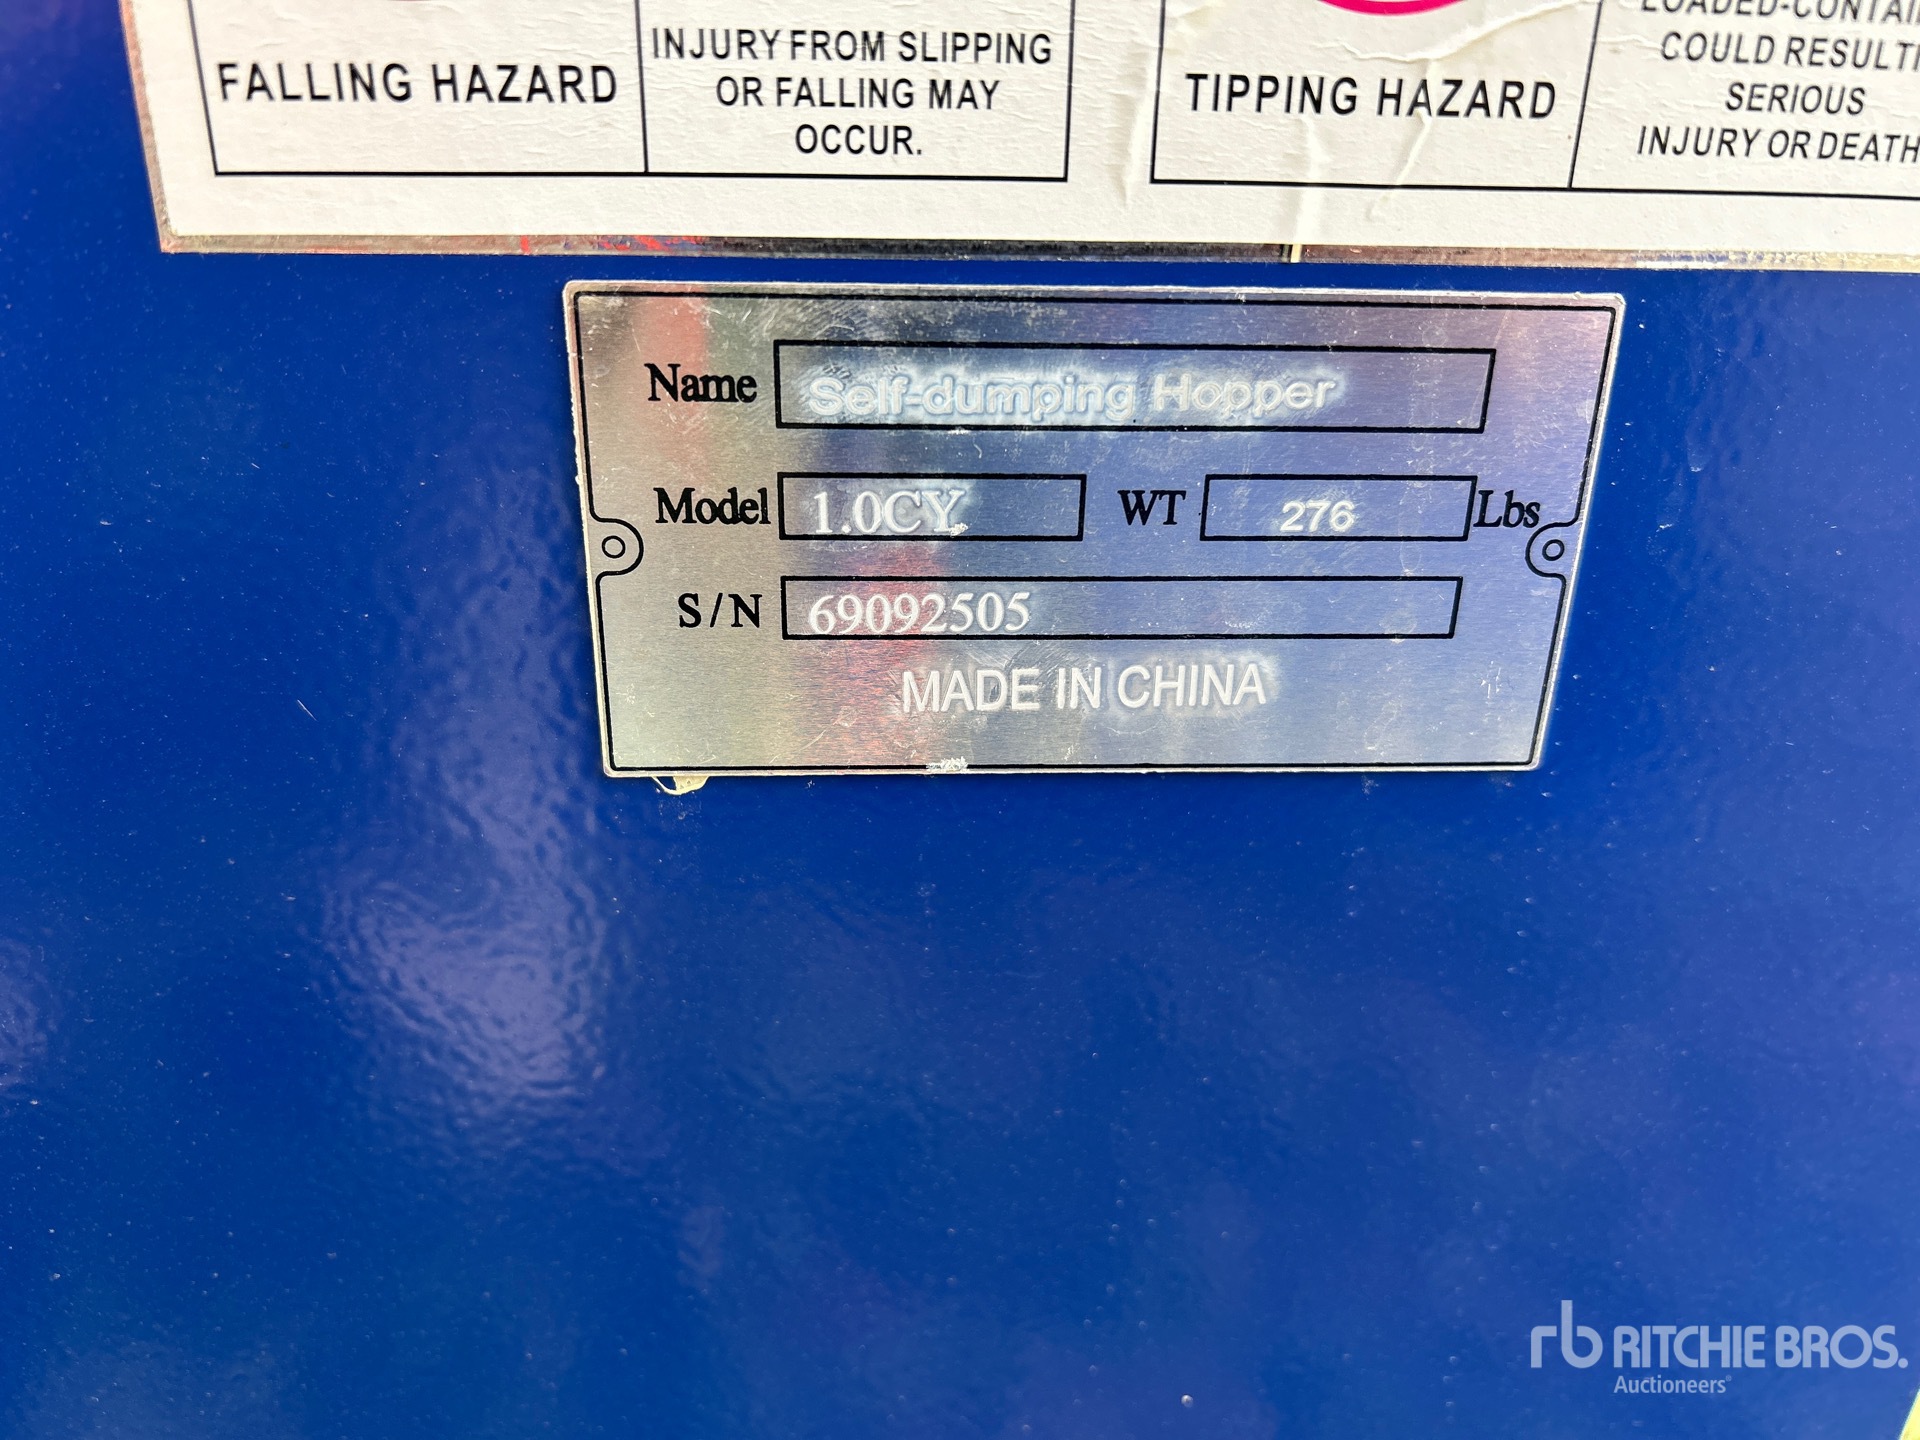 FALLING HAZARD
INJURY FROM SLIPPING
OR FALLING MAY
OCCUR.
TIPPING HAZARD
COULD RESULT
SERIOUS
INJURY OR DEATH
Name Self-dumping Hopper
Model 1.0CY WT 276 Lbs
S/N 69092505
MADE IN CHINA
rb RITCHIE BROS.
Auctioneers